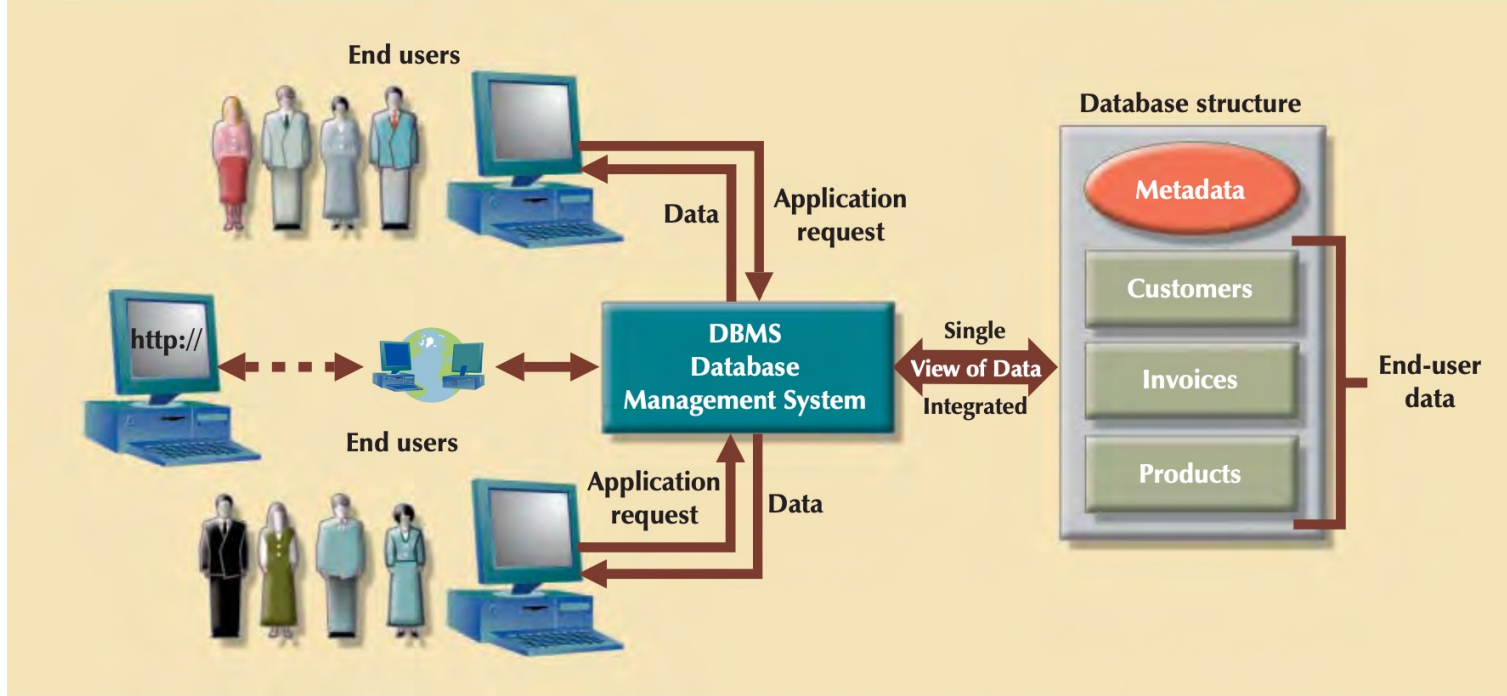 End users
Database structure
Metadata
Data
Application
request
Customers
http://
DBMS
Database
Management System
Single
View of Data
Integrated
Invoices
End-user
data
End users
Products
Application
request
Data